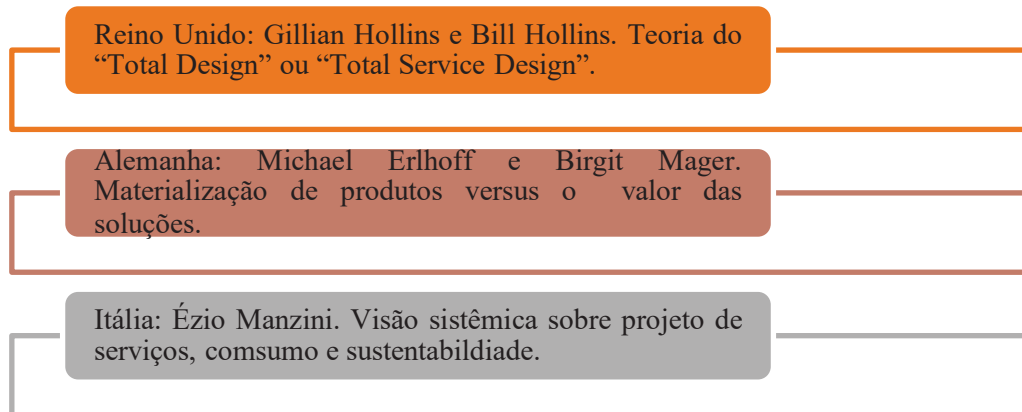 Reino Unido: Gillian Hollins e Bill Hollins. Teoria do
“Total Design” ou “Total Service Design”.
Alemanha: Michael Erlhoff e Birgit Mager.
Materialização de produtos versus o valor das
soluções.
Itália: Ézio Manzini. Visão sistêmica sobre projeto de
serviços, comsumo e sustentabildiade.